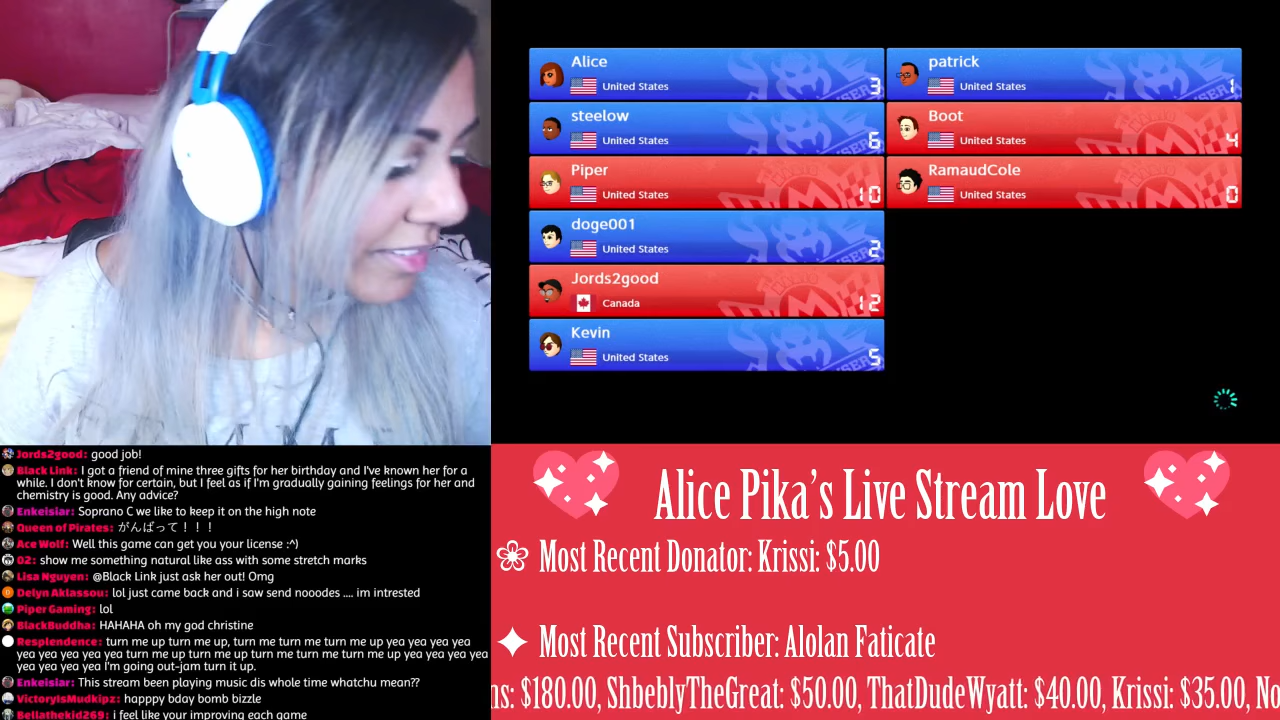 Alice
United States
3
steelow
United States
6
Piper
United States
10
doge001
United States
2
Jords2good
Canada
12
Kevin
United States
5
patrick
United States
1
Boot
United States
4
RamaudCole
United States
0
Jords2good: good job!
Black Link: I got a friend of mine three gifts for her birthday and I've known her for a
while. I don't know for certain, but I feel as if I'm gradually gaining feelings for her and
chemistry is good. Any advice?
Enkeisiar: Soprano C we like to keep it on the high note
Queen of Pirates: がんばって！！！
Ace Wolf: Well this game can get you your license :^)
02: show me something natural like ass with some stretch marks
Lisa Nguyen: @Black Link just ask her out! Omg
Delyn Aklassou: lol just came back and i saw send nooodes .... im intrested
Piper Gaming: lol
BlackBuddha: HAHAHA oh my god christine
Resplendence: turn me up turn me up, turn me turn me turn me up yea yea yea yea
yea yea yea yea turn me up turn me up turn me turn me turn me up yea yea yea yea
yea yea yea yea I'm going out-jam turn it up.
Enkeisiar: This stream been playing music dis whole time whatchu mean??
VictoryIsMudkipz: happpy bday bomb bizzle
Bellathekid269: i feel like your improving each game
Alice Pika's Live Stream Love
Most Recent Donator: Krissi: $5.00
Most Recent Subscriber: Alolan Faticate
ns: $180.00, ShbeblyTheGreat: $50.00, ThatDudeWyatt: $40.00, Krissi: $35.00, No